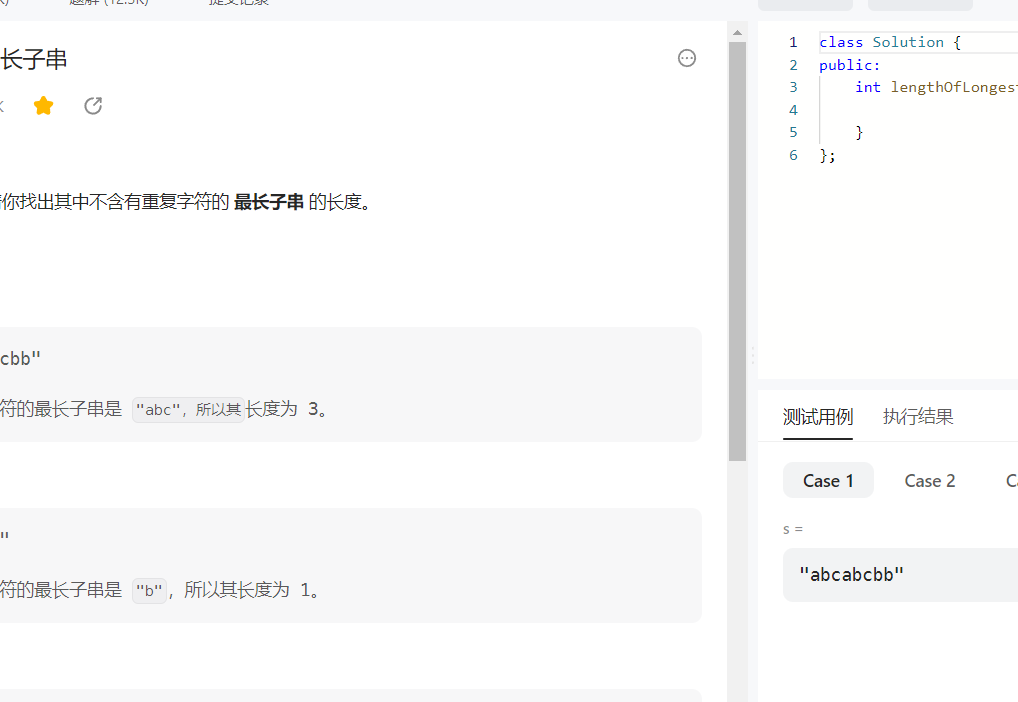 题解 (12.5K) 提交记录
长子串
你找出其中不含有重复字符的 最长子串 的长度。
cbb"
符的最长子串是 "abc", 所以其长度为 3。
"
符的最长子串是 "b", 所以其长度为 1。
1 class Solution {
2 public:
3 int lengthOfLonges
4
5 }
6 };
测试用例 执行结果
Case 1 Case 2
s =
"abcabcbb"